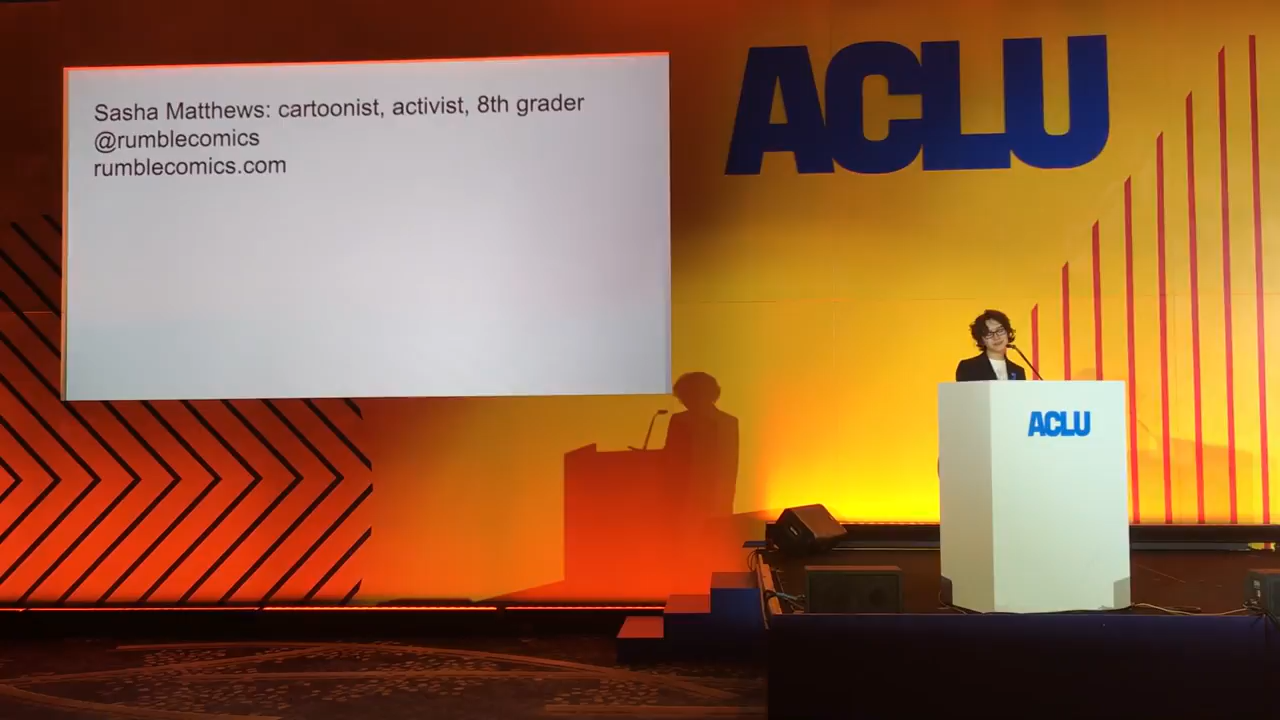 Sasha Matthews: cartoonist, activist, 8th grader
@rumblecomics
rumblecomics.com
ACLU
ACLU